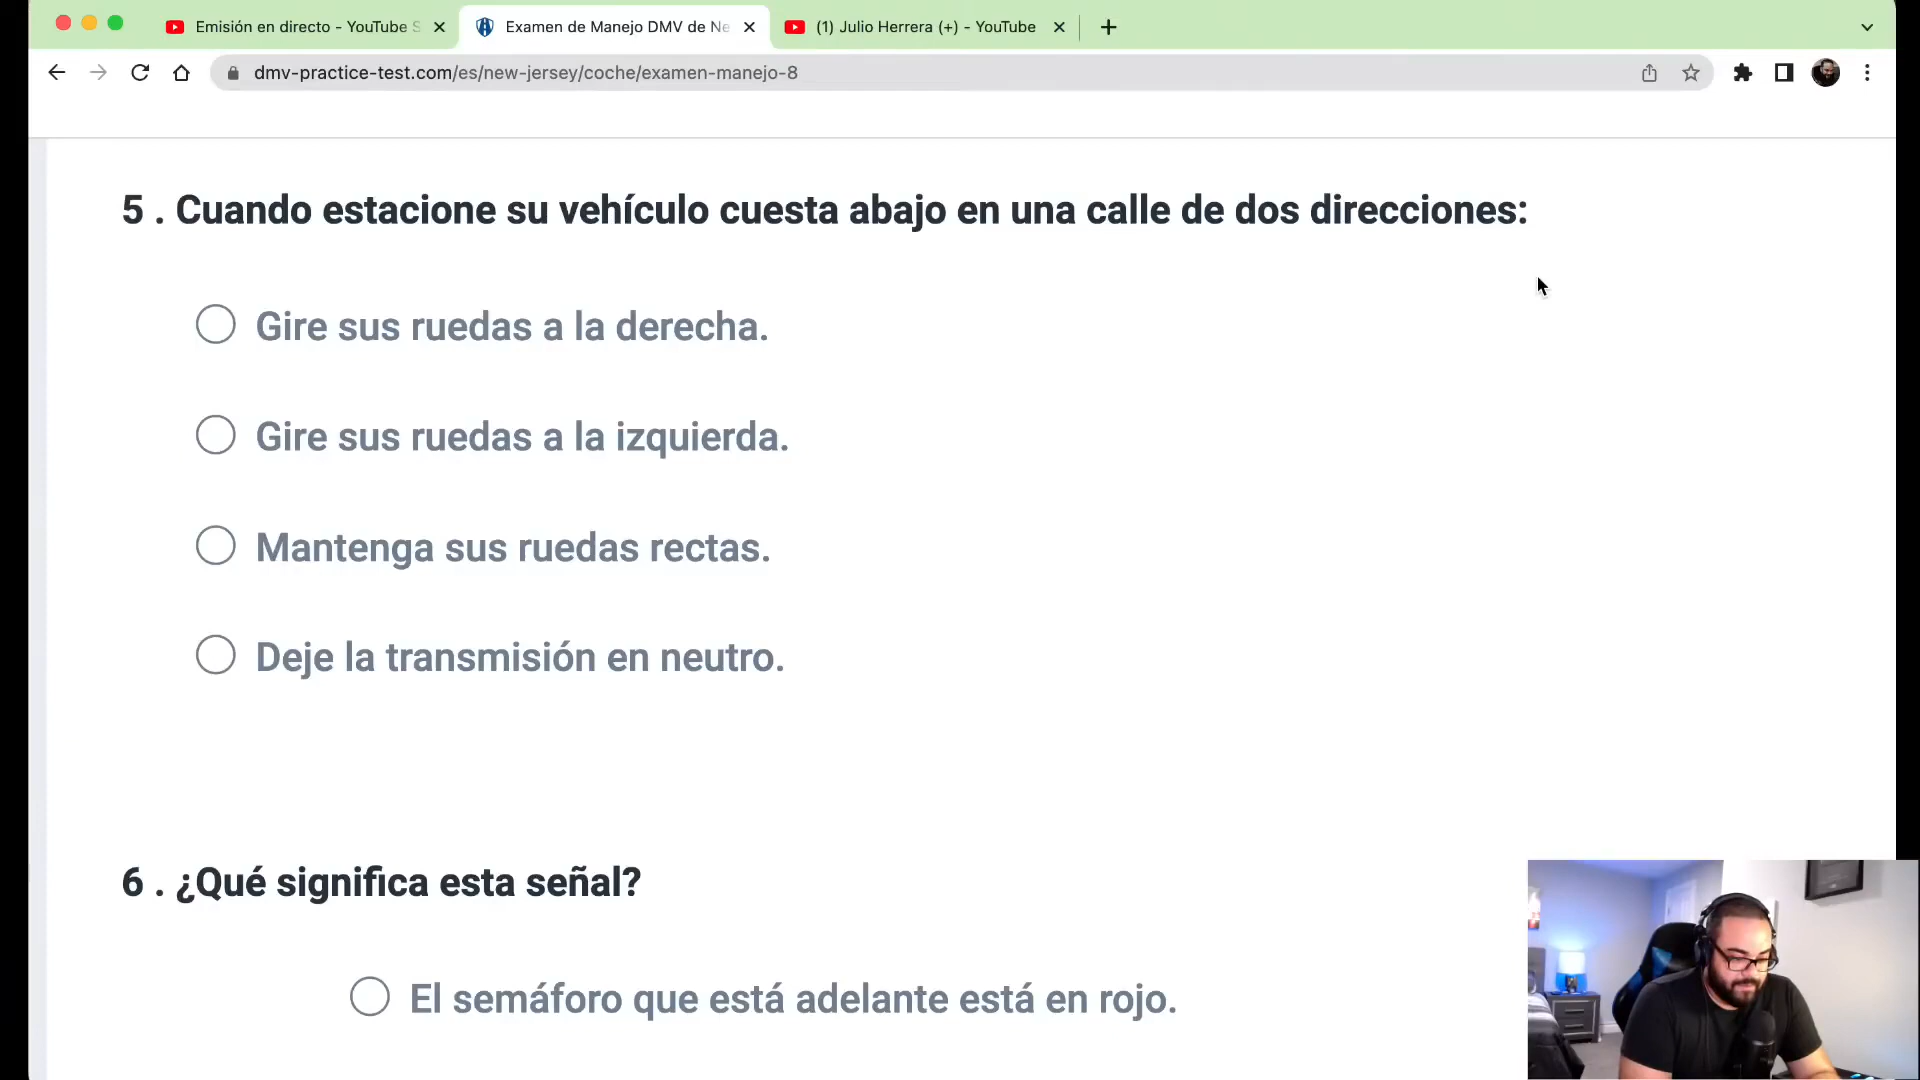 Emisión en directo - YouTube S
Examen de Manejo DMV de Ne
(1) Julio Herrera (+) - YouTube
dmv-practice-test.com/es/new-jersey/coche/examen-manejo-8
5 . Cuando estacione su vehículo cuesta abajo en una calle de dos direcciones:
Gire sus ruedas a la derecha.
Gire sus ruedas a la izquierda.
Mantenga sus ruedas rectas.
Deje la transmisión en neutro.
6 . ¿Qué significa esta señal?
El semáforo que está adelante está en rojo.